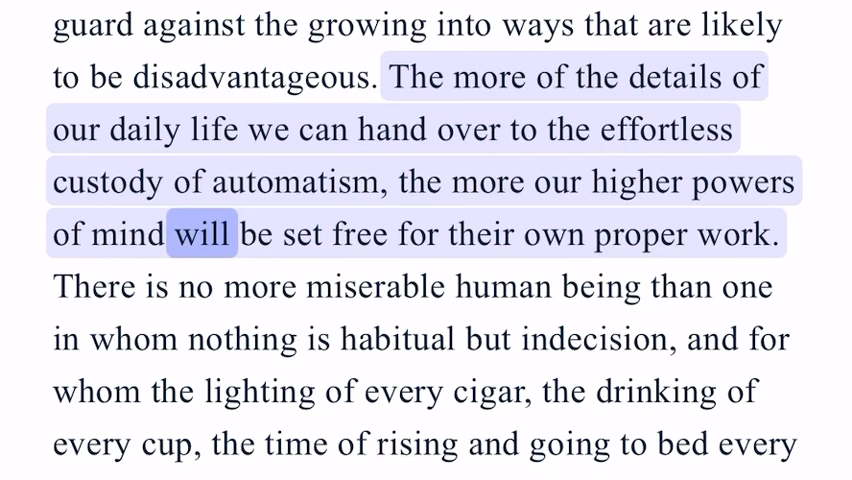 guard against the growing into ways that are likely
to be disadvantageous. The more of the details of
our daily life we can hand over to the effortless
custody of automatism, the more our higher powers
of mind will be set free for their own proper work.
There is no more miserable human being than one
in whom nothing is habitual but indecision, and for
whom the lighting of every cigar, the drinking of
every cup, the time of rising and going to bed every